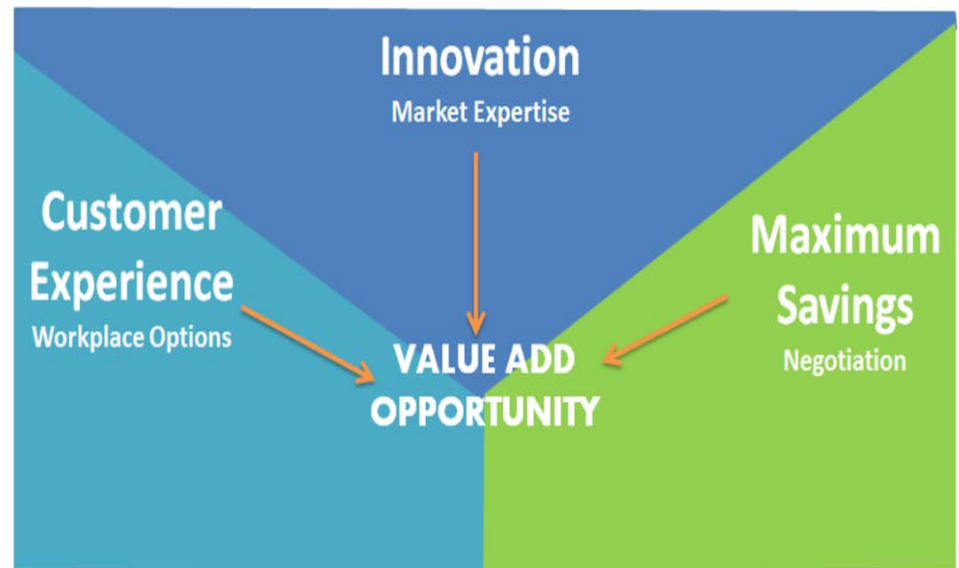 Innovation
Market Expertise
Customer
Experience
Workplace Options
Maximum
Savings
Negotiation
VALUE ADD
OPPORTUNITY